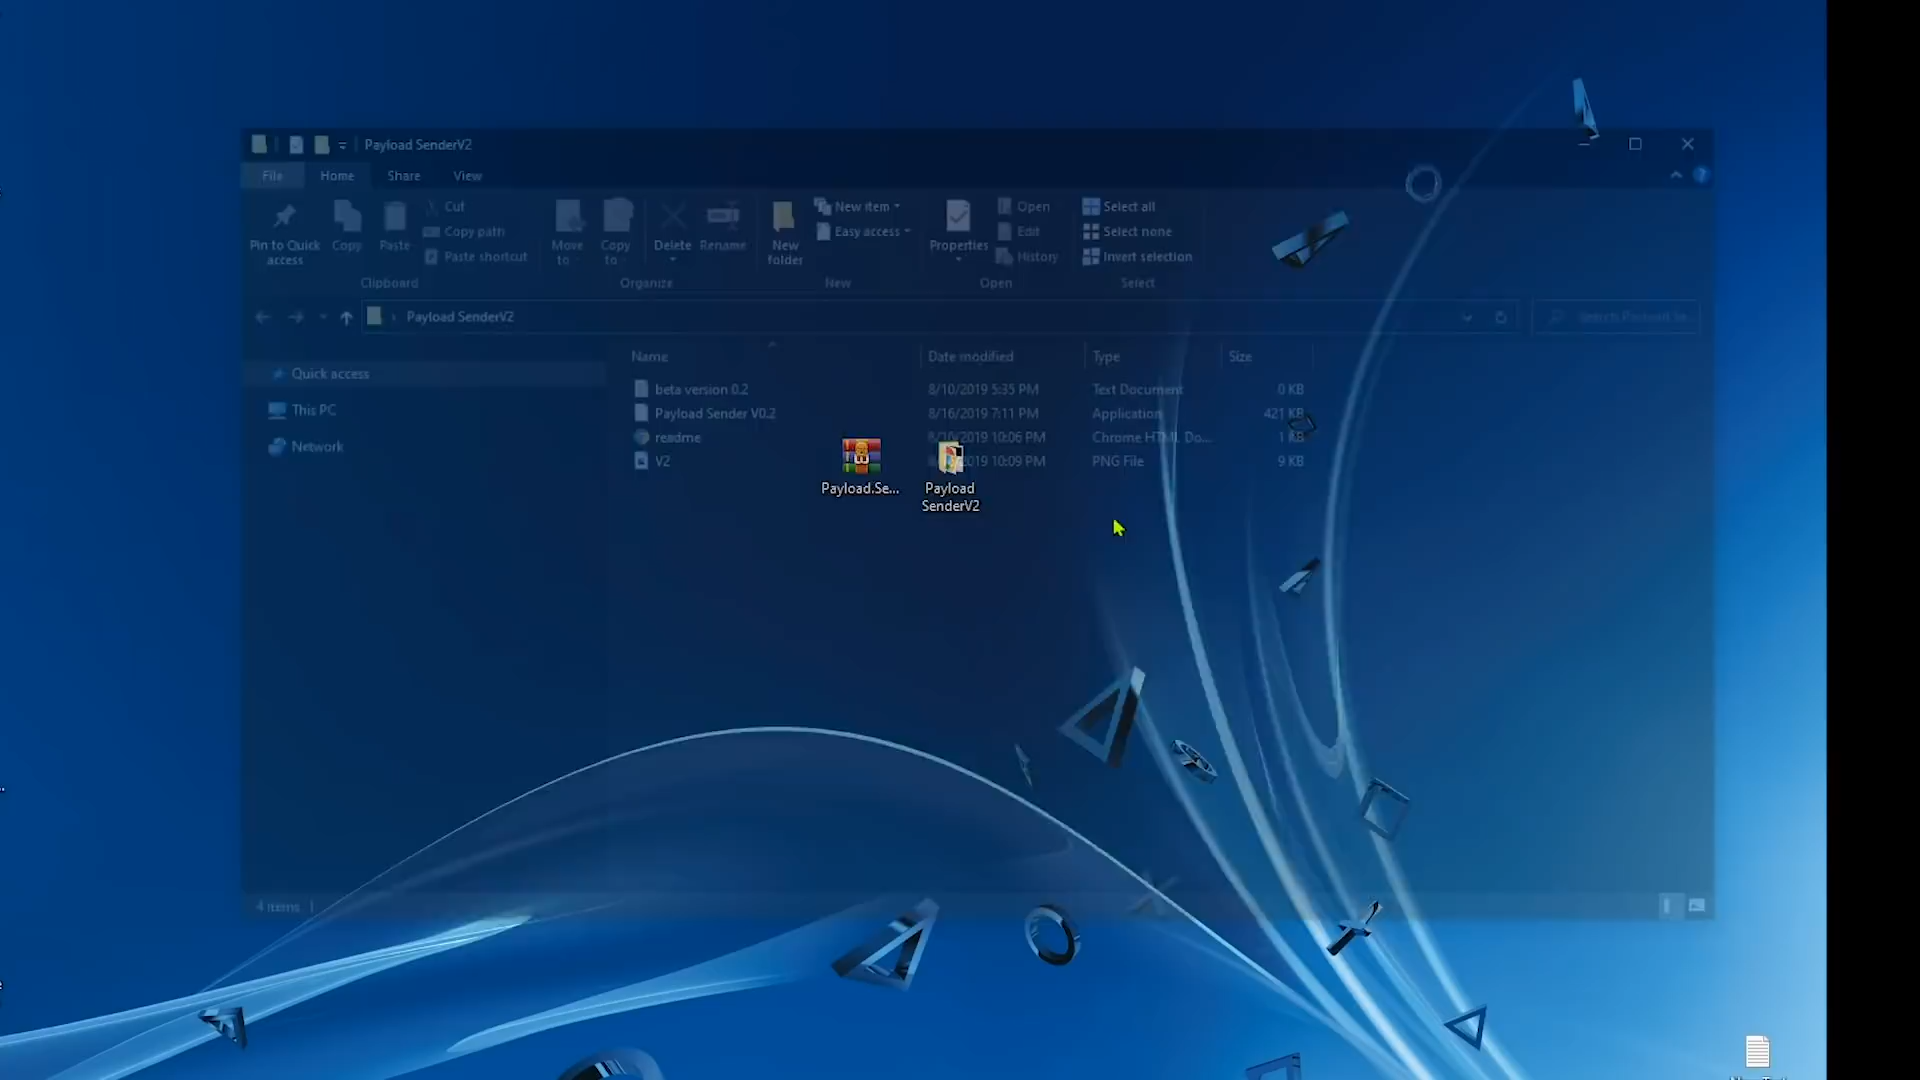 Payload SenderV2
File Home Share View
Pin to Quick access
Copy
Paste
Cut
Copy path
Paste shortcut
Clipboard
Move to
Copy to
Delete
Rename
Organize
New folder
New item
Easy access
New
Properties
Open
Edit
History
Open
Select all
Select none
Invert selection
Select
Payload SenderV2
Quick access
This PC
Network
Name Date modified Type Size
beta version 0.2 8/10/2019 5:35 PM Text Document 0 KB
Payload Sender V0.2 8/16/2019 7:11 PM Application 421 KB
readme 10:06 PM Chrome HTML Do... 1 KB
V2 2019 10:09 PM PNG File 9 KB
Payload.Se...
Payload
SenderV2
4 items